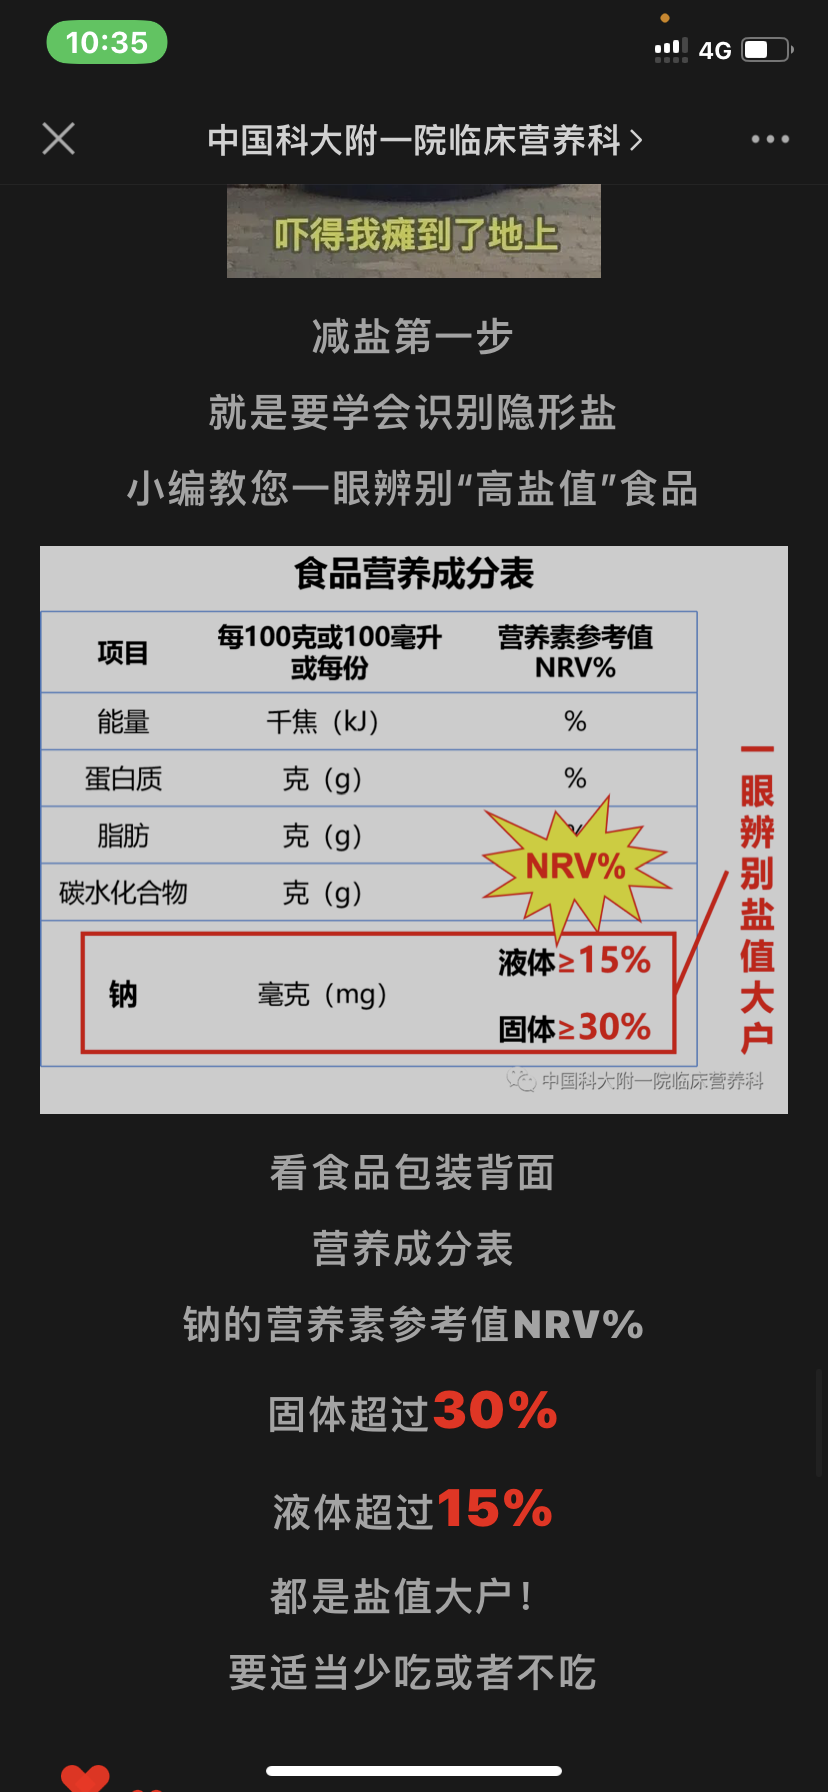 10:35
4G
中国科大附一院临床营养科
吓得我瘫到了地上
减盐第一步
就是要学会识别隐形盐
小编教您一眼辨别“高盐值”食品
食品营养成分表
项目 每100克或100毫升或每份 营养素参考值NRV%
能量 千焦（kJ） %
蛋白质 克（g） %
脂肪 克（g） %
碳水化合物 克（g）
NRV%
钠 毫克（mg） 液体≥15%
固体≥30%
一眼辨别盐值大户
中国科大附一院临床营养科
看食品包装背面
营养成分表
钠的营养素参考值NRV%
固体超过30%
液体超过15%
都是盐值大户！
要适当少吃或者不吃